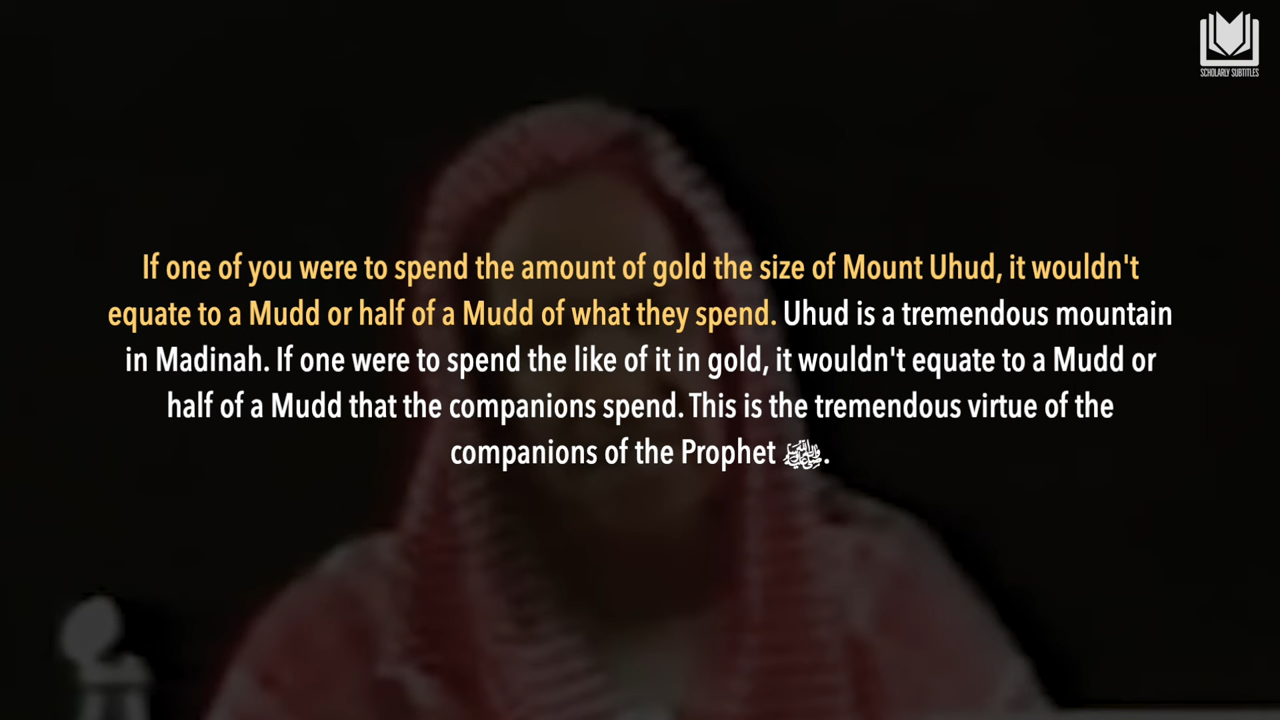 SCHOLARLY SUBTITLES
If one of you were to spend the amount of gold the size of Mount Uhud, it wouldn't
equate to a Mudd or half of a Mudd of what they spend. Uhud is a tremendous mountain
in Madinah. If one were to spend the like of it in gold, it wouldn't equate to a Mudd or
half of a Mudd that the companions spend. This is the tremendous virtue of the
companions of the Prophet ﷺ.